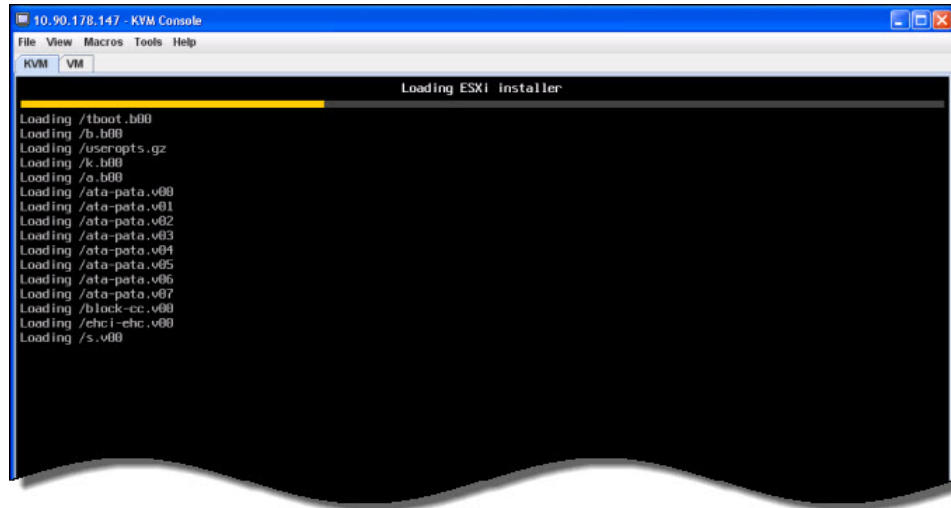 10.90.178.147 - KVM Console
File View Macros Tools Help
KVM VM
Loading ESXi installer
Loading /tboot.b00
Loading /b.b00
Loading /useropts.gz
Loading /k.b00
Loading /a.b00
Loading /ata-pata.v00
Loading /ata-pata.v01
Loading /ata-pata.v02
Loading /ata-pata.v03
Loading /ata-pata.v04
Loading /ata-pata.v05
Loading /ata-pata.v06
Loading /ata-pata.v07
Loading /block-cc.v00
Loading /ehci-ehc.v00
Loading /s.v00